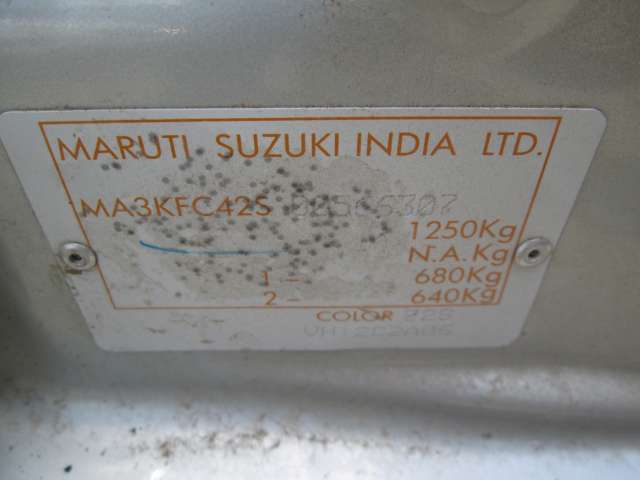 MARUTI SUZUKI INDIA LTD.
MA3KFC42S
1250Kg
N.A.Kg
1 – 680Kg
2 – 640Kg
COLOR